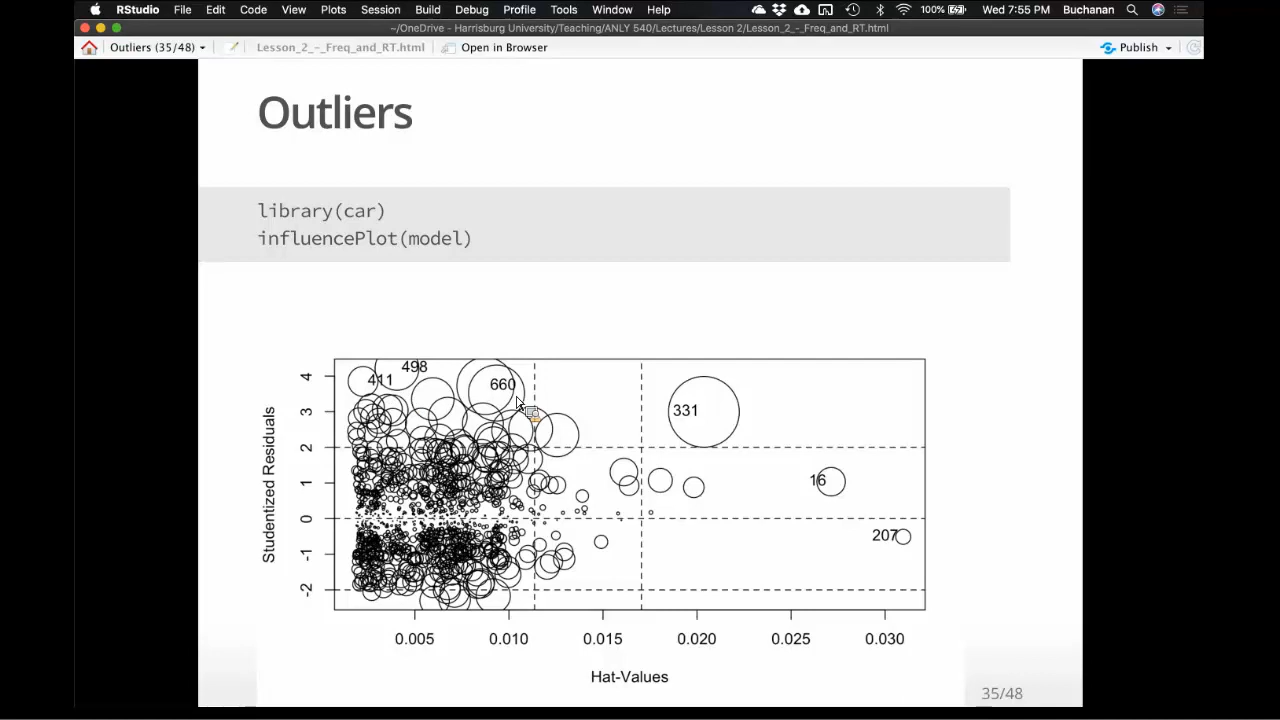 RStudio File Edit Code View Plots Session Build Debug Profile Tools Window Help 100% Wed 7:55 PM Buchanan
~/OneDrive - Harrisburg University/Teaching/ANLY 540/Lectures/Lesson 2/Lesson_2_-_Freq_and_RT.html
Outliers (35/48) Lesson_2_-_Freq_and_RT.html Open in Browser Publish
Outliers
library(car)
influencePlot(model)
Studentized Residuals
4
3
2
1
0
-1
-2
498
411
660
331
16
207
0.005 0.010 0.015 0.020 0.025 0.030
Hat-Values
35/48